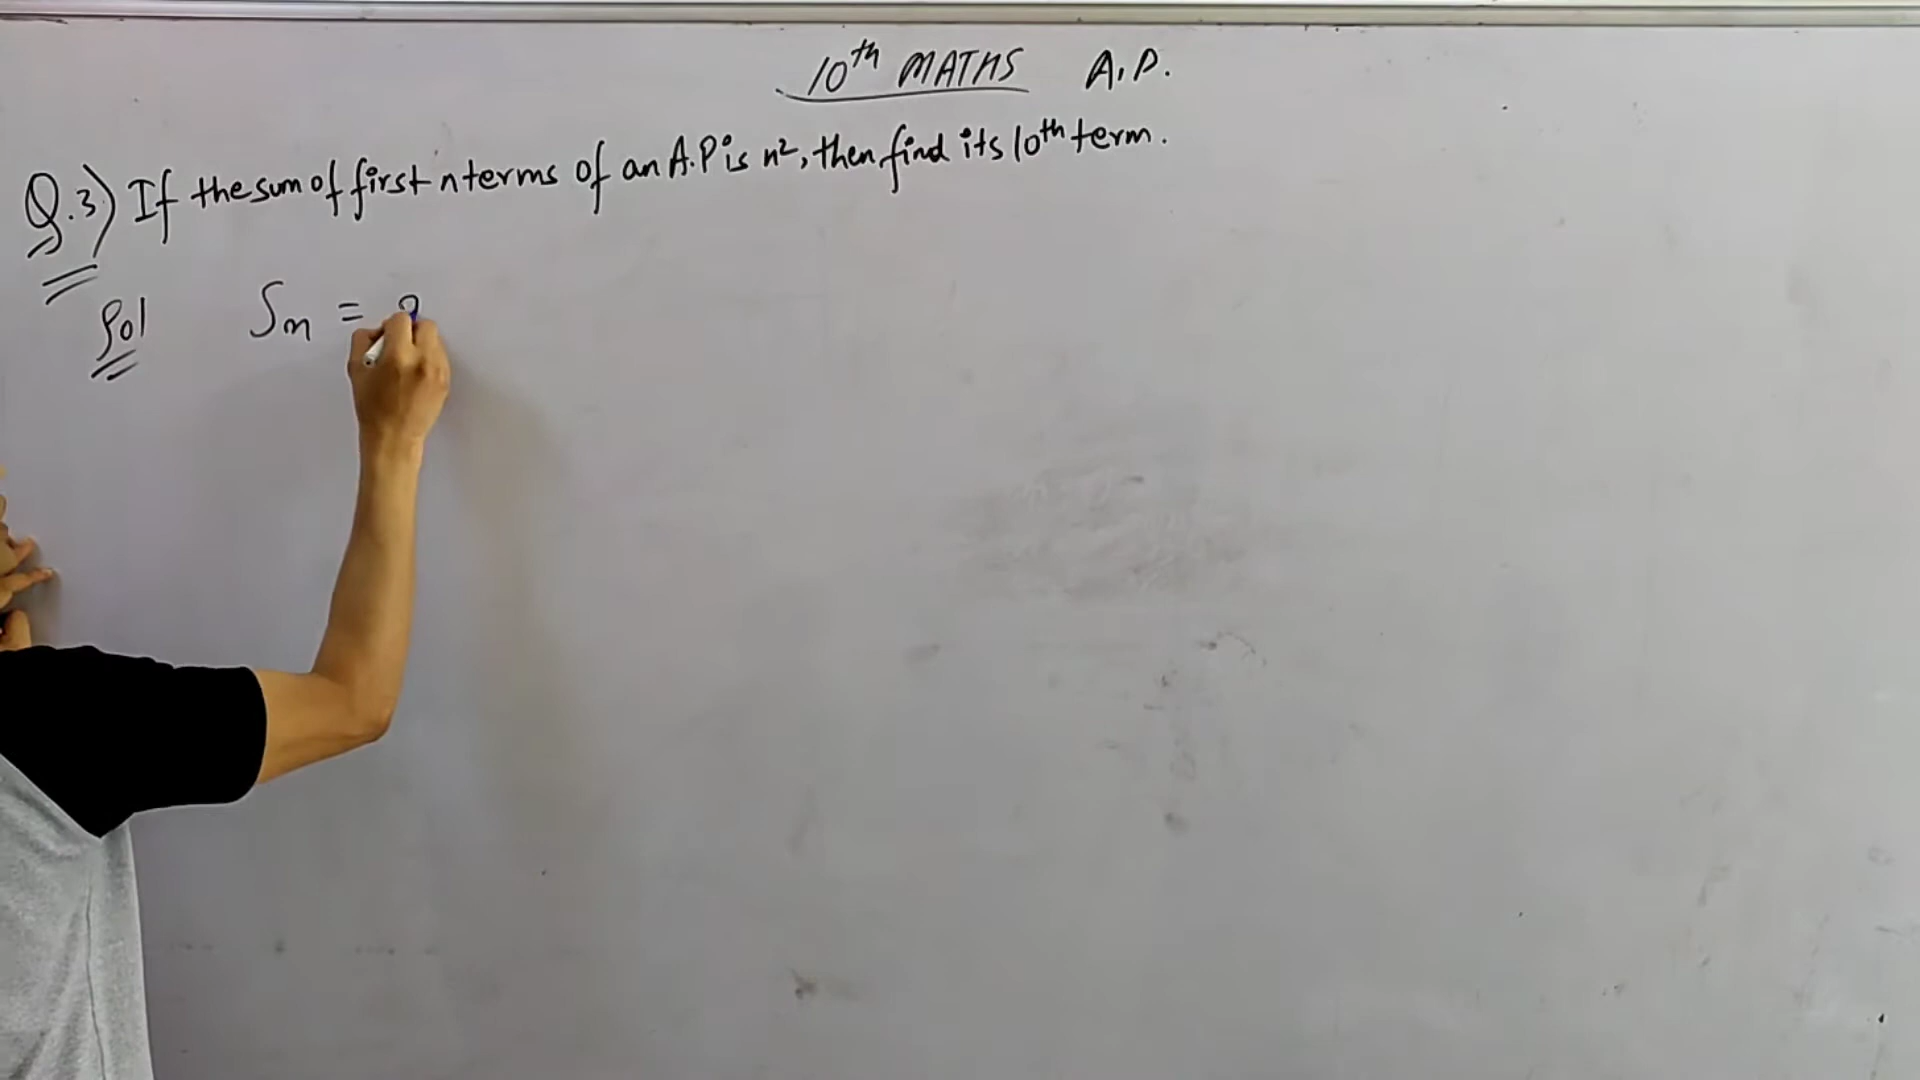 10th MATHS A.P.
Q.3) If the sum of first n terms of an A.P is n², then find its 10th term.
Sol Sn =